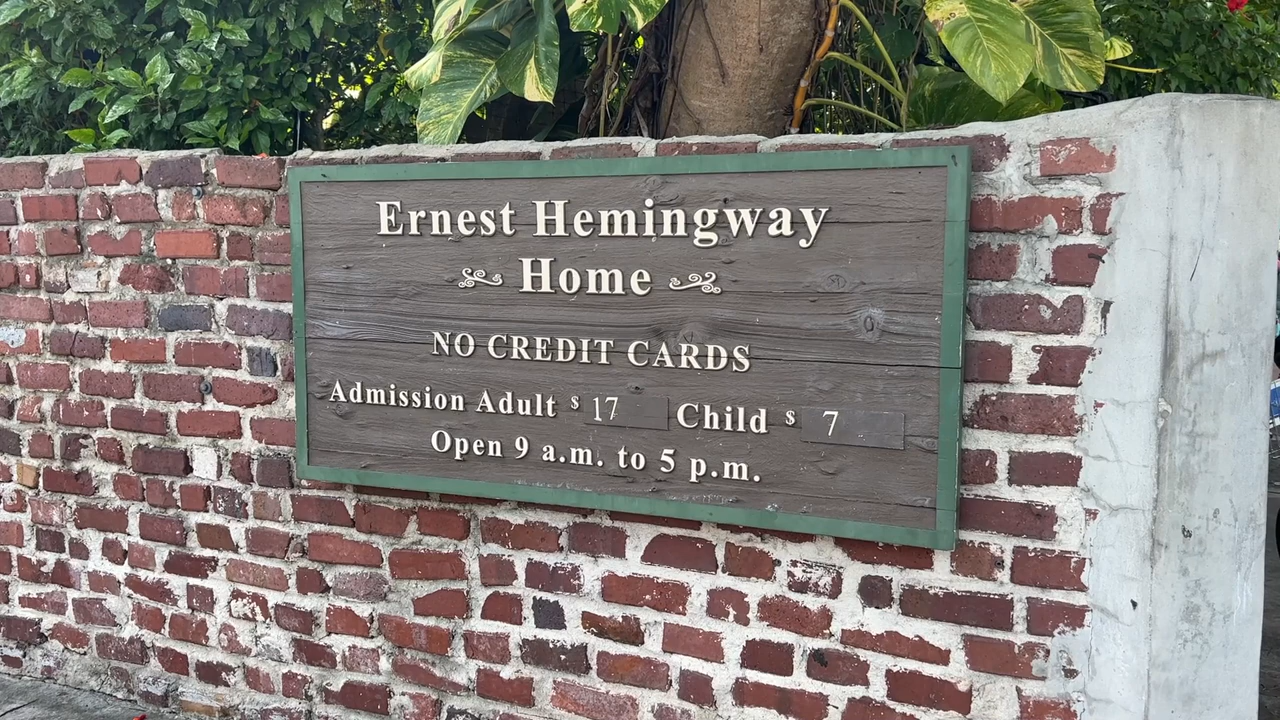 Ernest Hemingway
Home
NO CREDIT CARDS
Admission Adult $ 17 Child $ 7
Open 9 a.m. to 5 p.m.